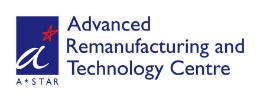 Advanced
Remanufacturing and
Technology Centre
a
A★STAR